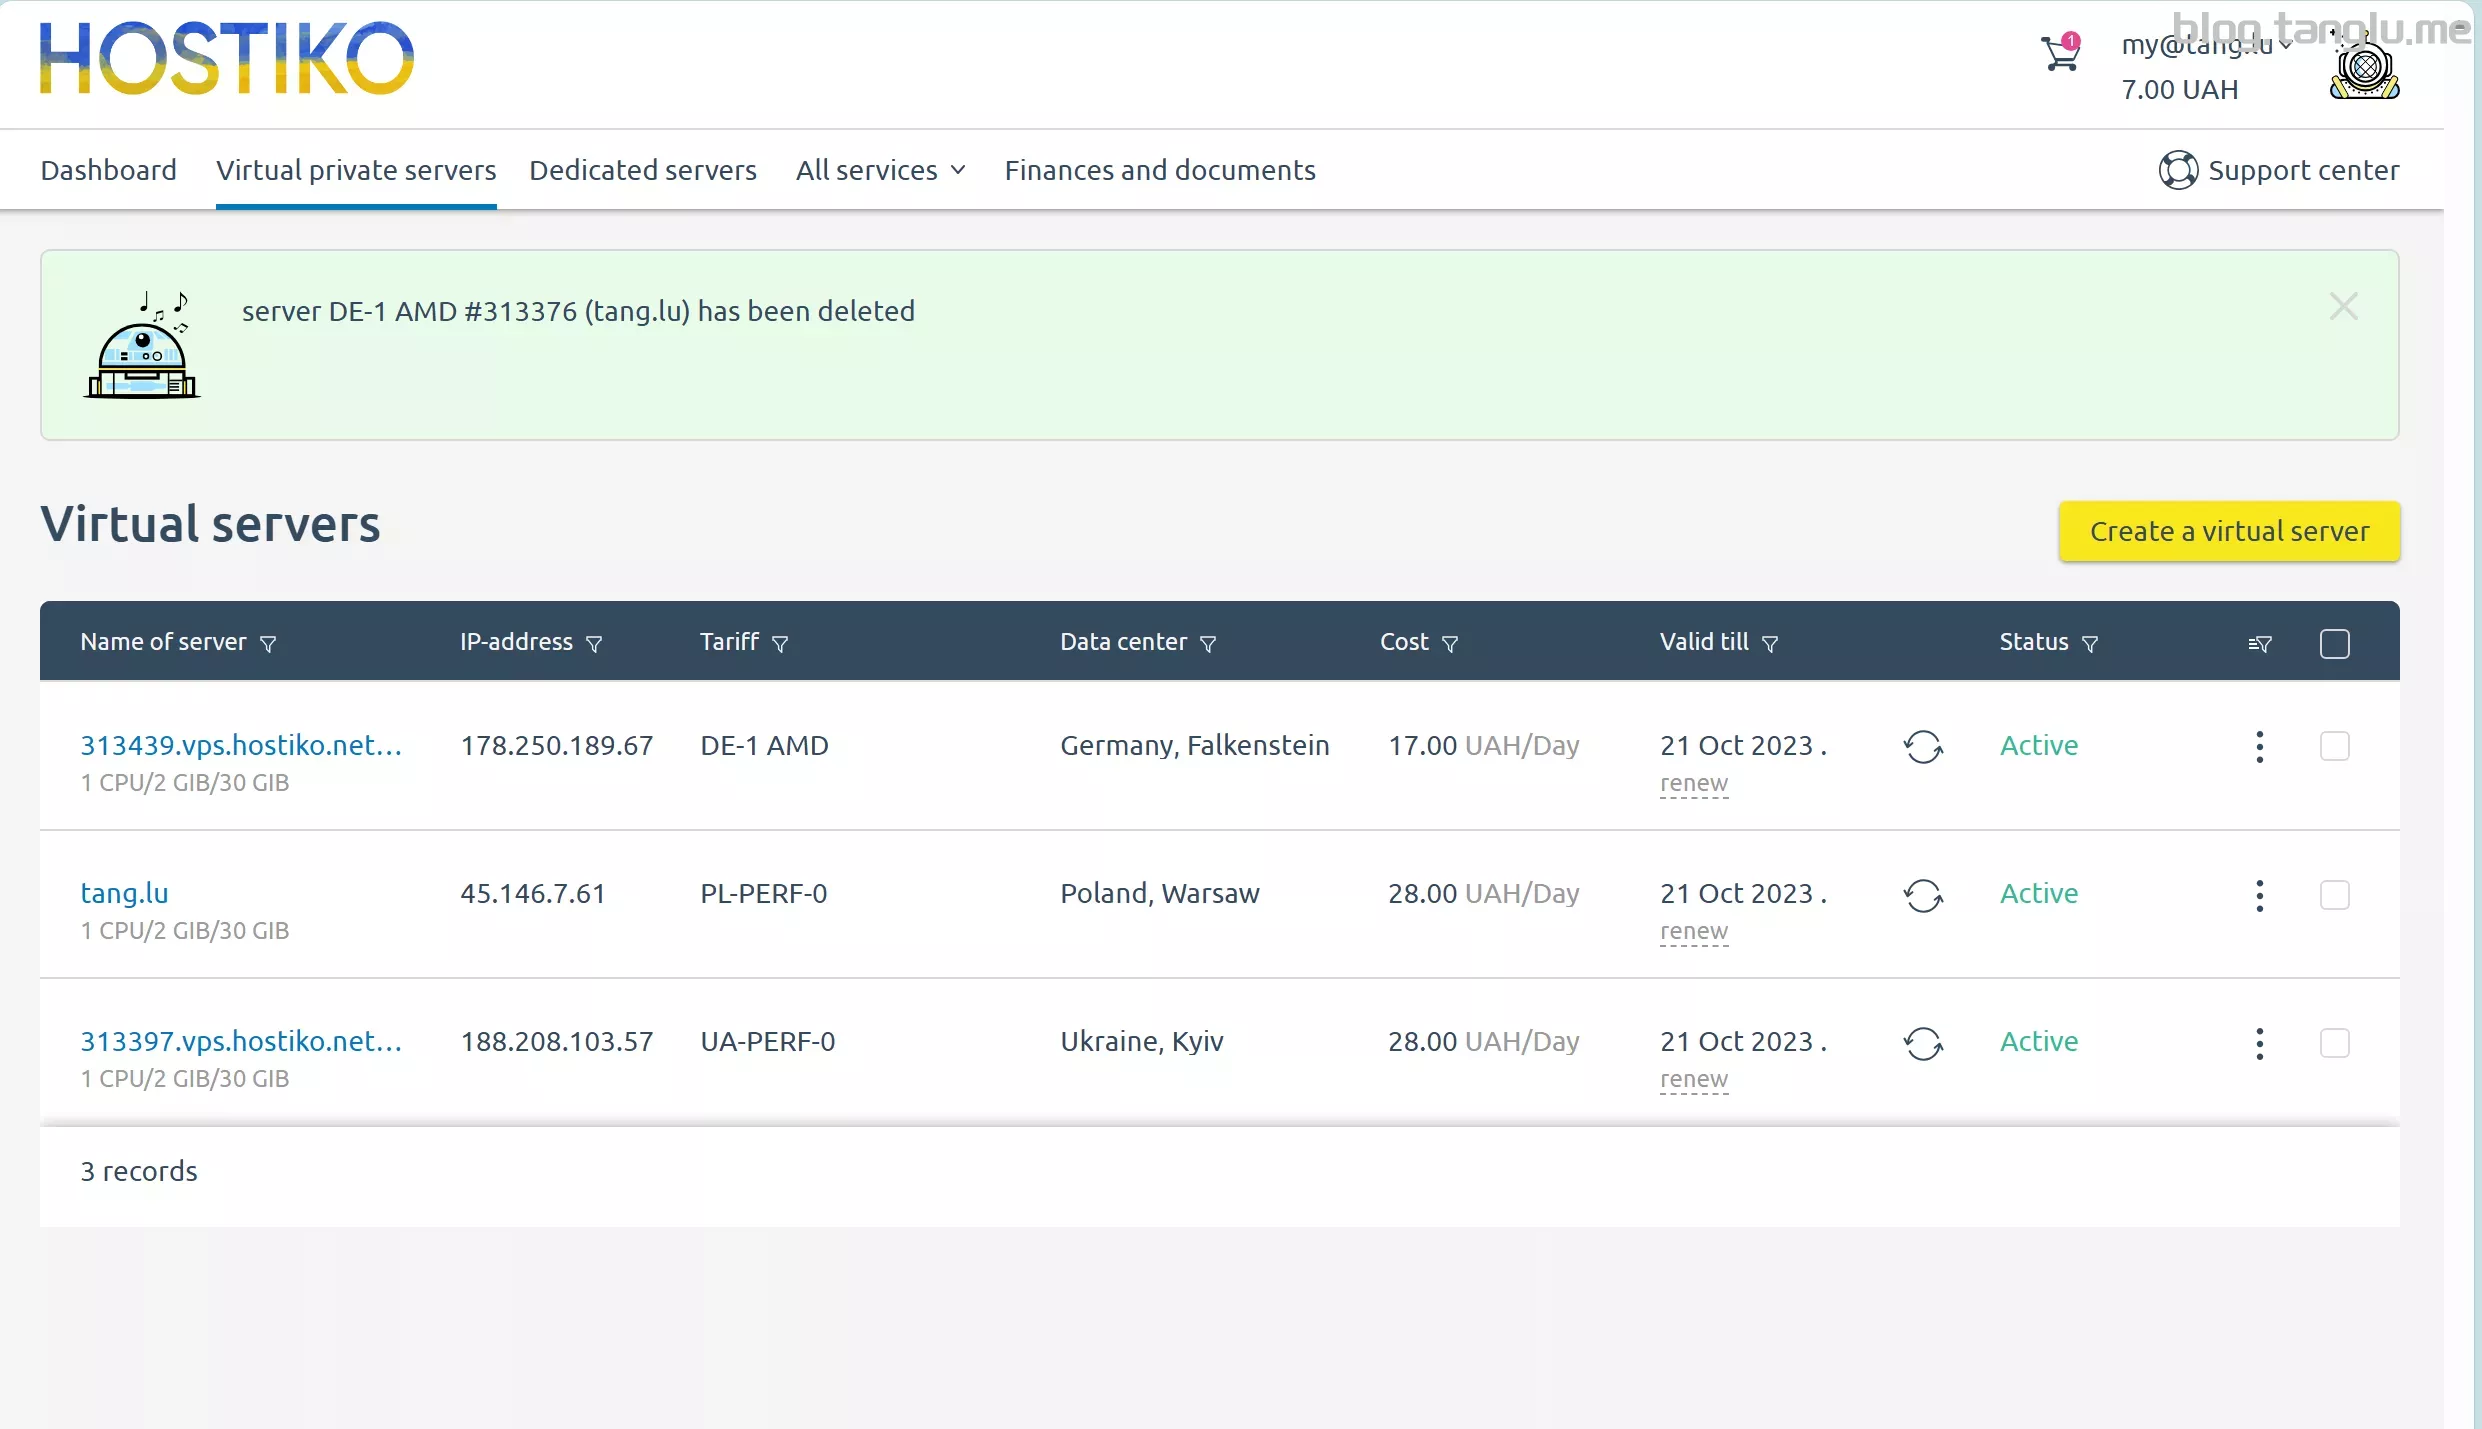 HOSTIKO
blog.tanglu.me
1
my@tang.lu
7.00 UAH
Dashboard
Virtual private servers
Dedicated servers
All services
Finances and documents
Support center
server DE-1 AMD #313376 (tang.lu) has been deleted
Virtual servers
Create a virtual server
Name of server
IP-address
Tariff
Data center
Cost
Valid till
Status
313439.vps.hostiko.net...
178.250.189.67
DE-1 AMD
Germany, Falkenstein
17.00 UAH/Day
21 Oct 2023 .
Active
1 CPU/2 GIB/30 GIB
renew
tang.lu
45.146.7.61
PL-PERF-0
Poland, Warsaw
28.00 UAH/Day
21 Oct 2023 .
Active
1 CPU/2 GIB/30 GIB
renew
313397.vps.hostiko.net...
188.208.103.57
UA-PERF-0
Ukraine, Kyiv
28.00 UAH/Day
21 Oct 2023 .
Active
1 CPU/2 GIB/30 GIB
renew
3 records